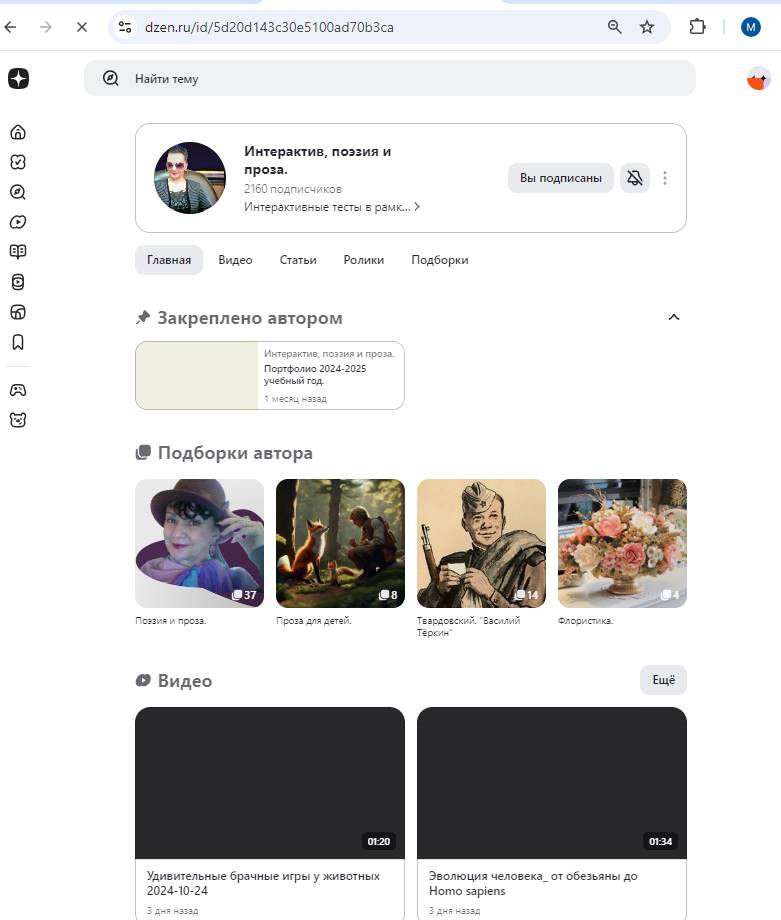 dzen.ru/id/5d20d143c30e5100ad70b3ca
M
Найти тему
Интерактив, поэзия и
проза.
2160 подписчиков
Интерактивные тесты в рамк...
Вы подписаны
Главная
Видео
Статьи
Ролики
Подборки
Закреплено автором
Интерактив, поэзия и проза.
Портфолио 2024-2025
учебный год.
1 месяц назад
Подборки автора
37
8
14
4
Поэзия и проза.
Проза для детей.
Твардовский. "Василий
Тёркин"
Флористика.
Видео
Ещё
01:20
01:34
Удивительные брачные игры у животных
2024-10-24
3 дня назад
Эволюция человека_ от обезьяны до
Homo sapiens
3 дня назад